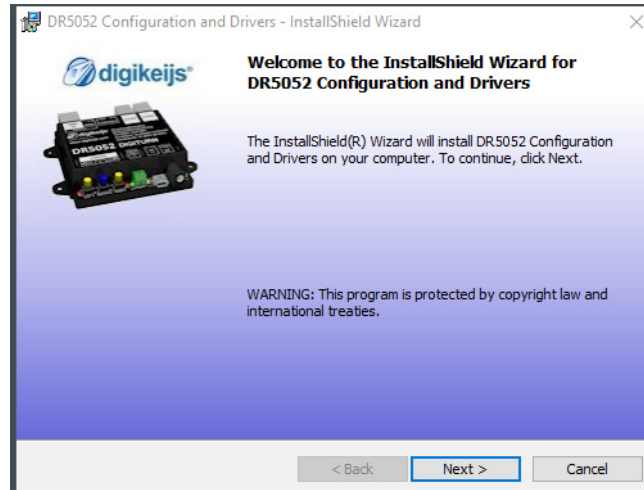 DR5052 Configuration and Drivers - InstallShield Wizard
digikeijs®
Welcome to the InstallShield Wizard for
DR5052 Configuration and Drivers
The InstallShield(R) Wizard will install DR5052 Configuration
and Drivers on your computer. To continue, click Next.
DR5052 DIGITURN
WARNING: This program is protected by copyright law and
international treaties.
< Back
Next >
Cancel